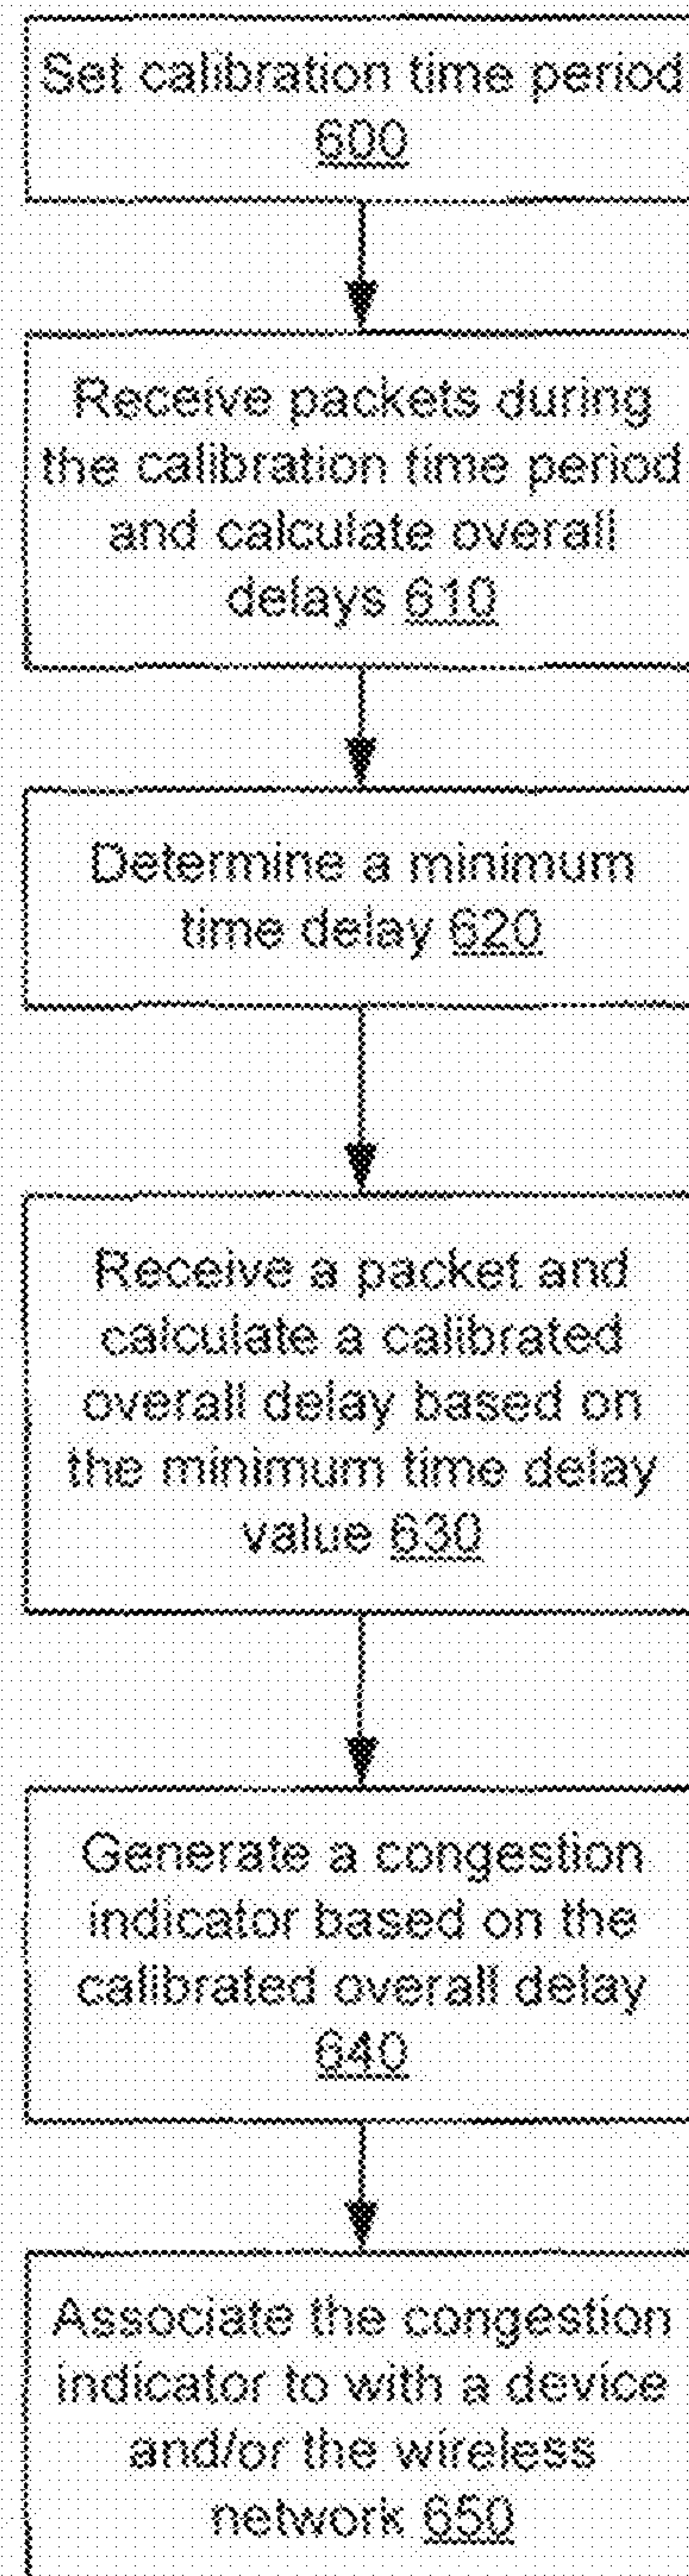 Set calibration time period
600
Receive packets during
the calibration time period
and calculate overall
delays 610
Determine a minimum
time delay 620
Receive a packet and
calculate a calibrated
overall delay based on
the minimum time delay
value 630
Generate a congestion
indicator based on the
calibrated overall delay
640
Associate the congestion
indicator to with a device
and/or the wireless
network 650